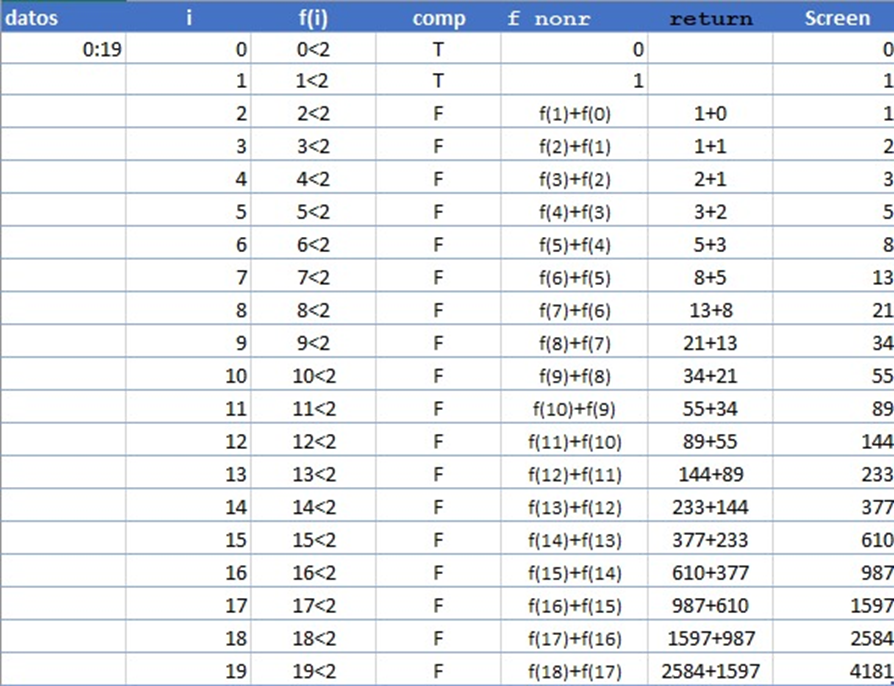 datos i f(i) comp f nonr return Screen
0:19 0 0<2 T 0 0
1 1<2 T 1 1
2 2<2 F f(1)+f(0) 1+0 1
3 3<2 F f(2)+f(1) 1+1 2
4 4<2 F f(3)+f(2) 2+1 3
5 5<2 F f(4)+f(3) 3+2 5
6 6<2 F f(5)+f(4) 5+3 8
7 7<2 F f(6)+f(5) 8+5 13
8 8<2 F f(7)+f(6) 13+8 21
9 9<2 F f(8)+f(7) 21+13 34
10 10<2 F f(9)+f(8) 34+21 55
11 11<2 F f(10)+f(9) 55+34 89
12 12<2 F f(11)+f(10) 89+55 144
13 13<2 F f(12)+f(11) 144+89 233
14 14<2 F f(13)+f(12) 233+144 377
15 15<2 F f(14)+f(13) 377+233 610
16 16<2 F f(15)+f(14) 610+377 987
17 17<2 F f(16)+f(15) 987+610 1597
18 18<2 F f(17)+f(16) 1597+987 2584
19 19<2 F f(18)+f(17) 2584+1597 4181